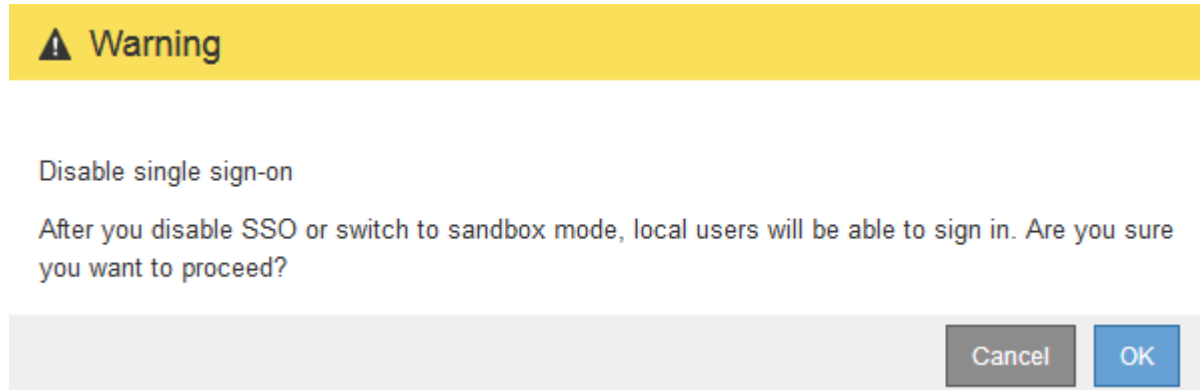 Warning
Disable single sign-on
After you disable SSO or switch to sandbox mode, local users will be able to sign in. Are you sure
you want to proceed?
Cancel OK